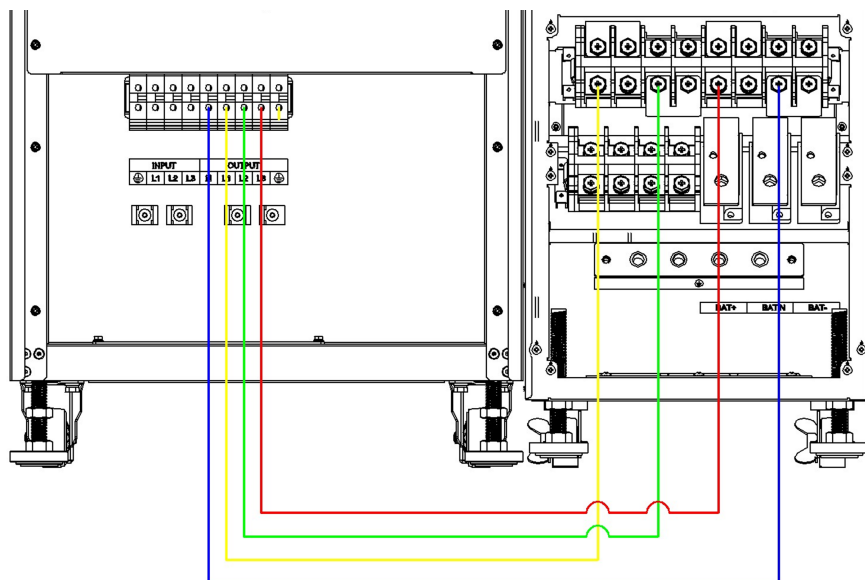 INPUT OUTPUT
L1 L2 L3 N L1 L2 L3
BAT+ BATN BAT-